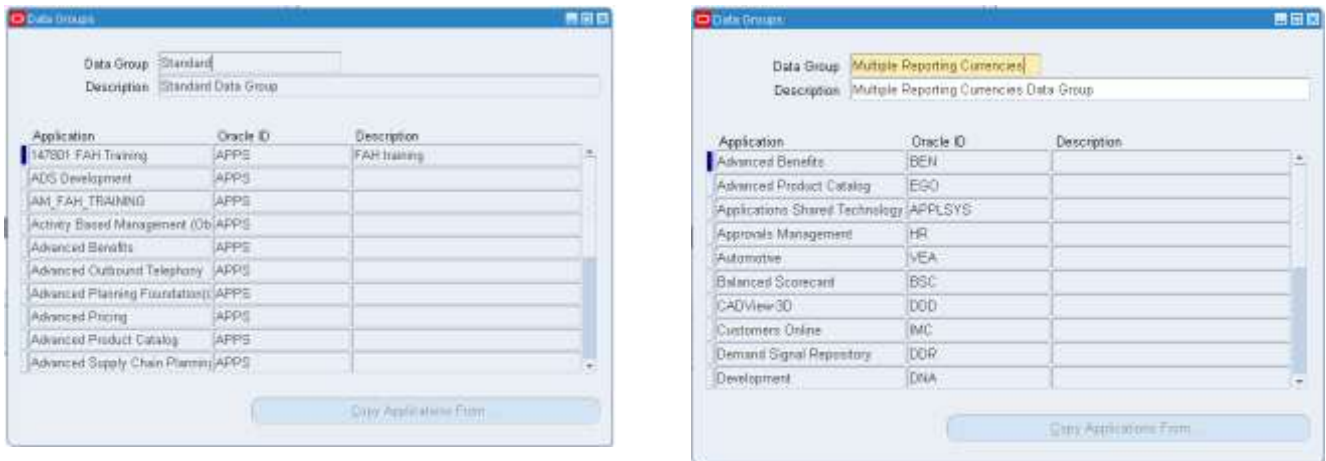 Data Groups
Data Group Standard
Description Standard Data Group
Application Oracle ID Description
147801 FAH Training APPS FAH training
ADS Development APPS
AM_FAH_TRAINING APPS
Activity Based Management (Ob APPS
Advanced Benefits APPS
Advanced Outbound Telephony APPS
Advanced Planning Foundation( APPS
Advanced Pricing APPS
Advanced Product Catalog APPS
Advanced Supply Chain Planning APPS
Copy Applications From
Data Groups
Data Group Multiple Reporting Currencies
Description Multiple Reporting Currencies Data Group
Application Oracle ID Description
Advanced Benefits BEN
Advanced Product Catalog EGO
Applications Shared Technology APPLSYS
Approvals Management HR
Automotive VEA
Balanced Scorecard BSC
CADView-3D DDD
Customers Online IMC
Demand Signal Repository DDR
Development DNA
Copy Applications From